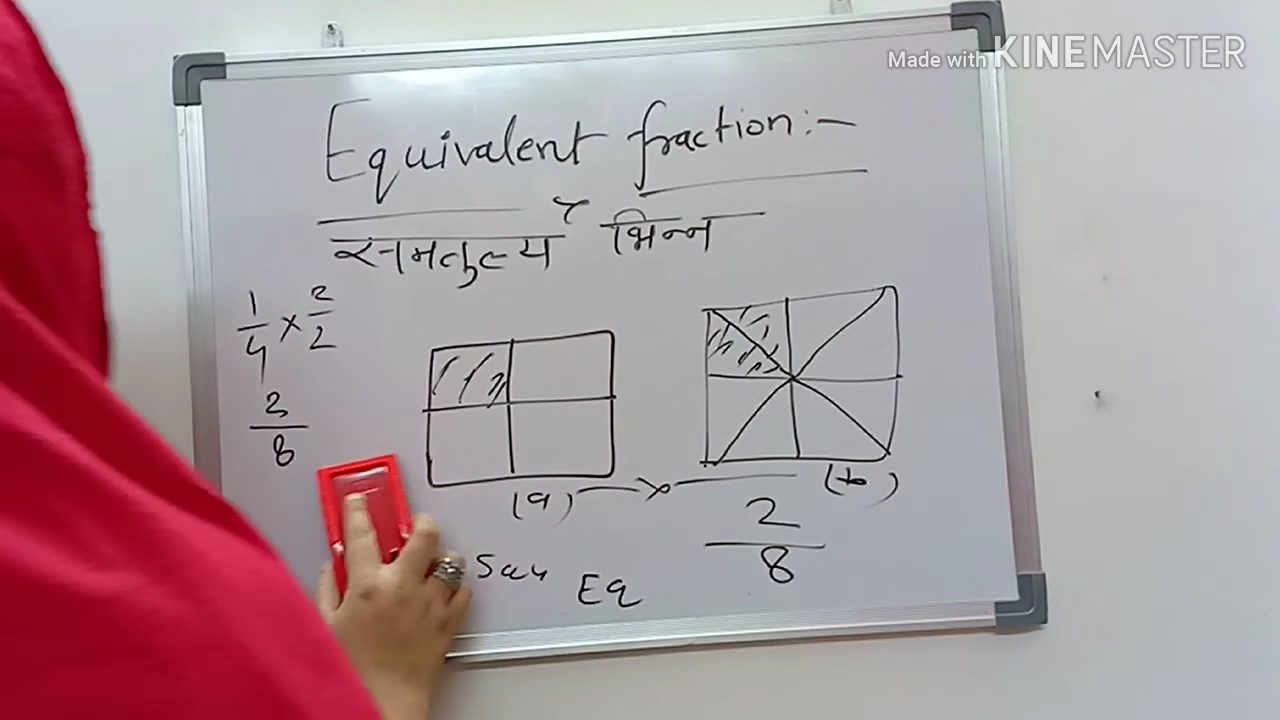 Made with KINEMASTER
Equivalent fraction:-
समतुल्य भिन्न
1/4 × 2/2
2/8
(a) (b)
2/8
Eq